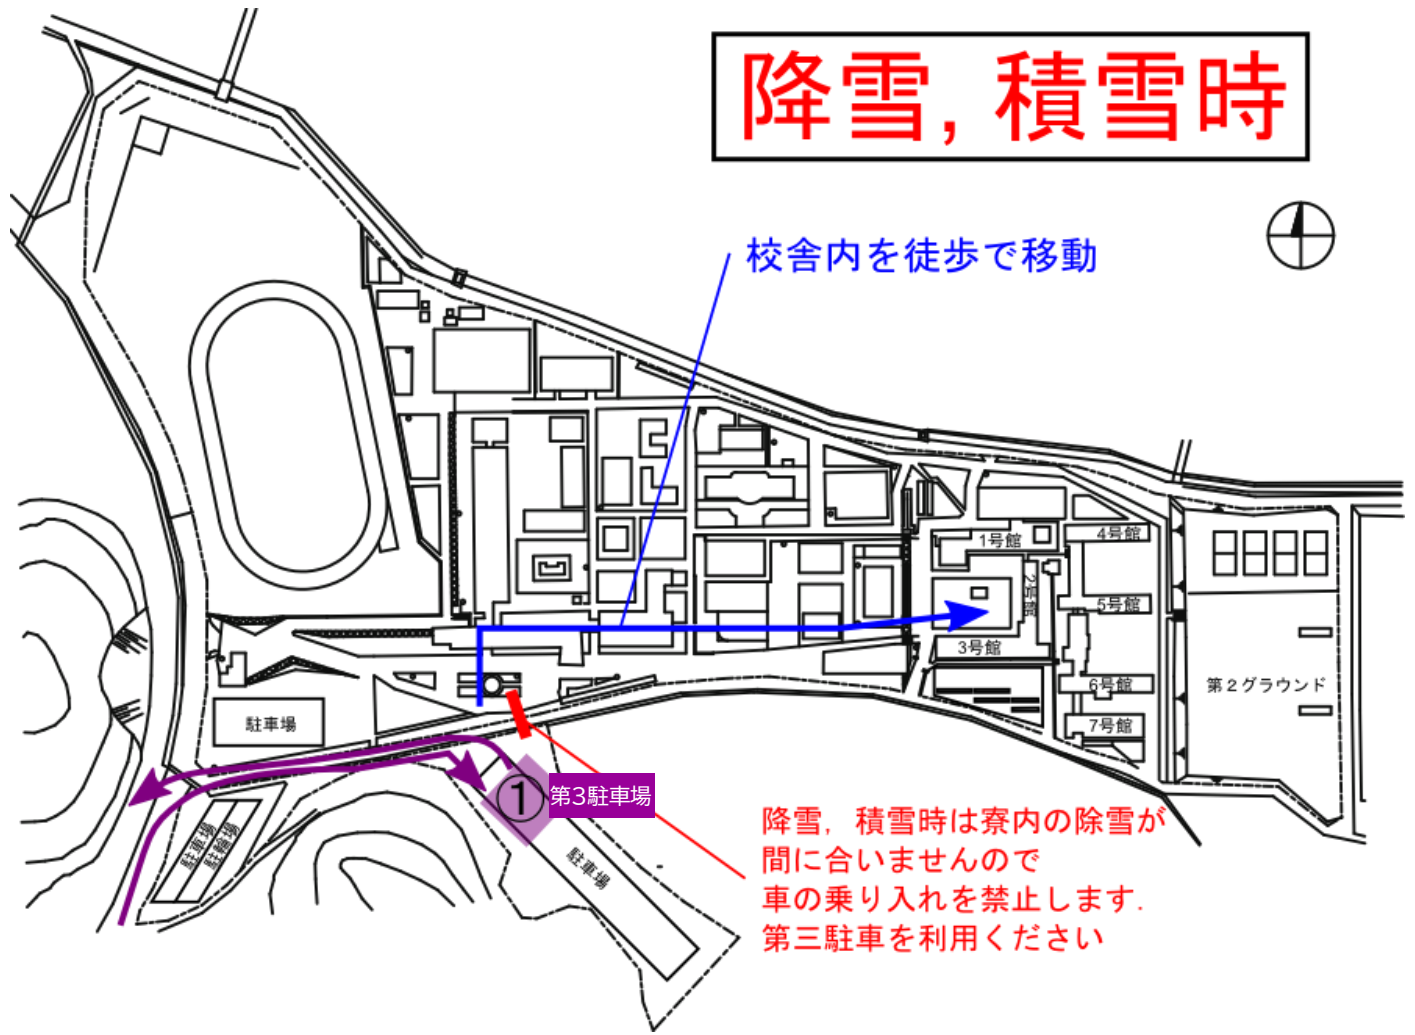 降雪, 積雪時
校舎内を徒歩で移動
1号館
2号館
3号館
4号館
5号館
6号館
7号館
第2グラウンド
駐車場
① 第3駐車場
駐車場
駐車場
駐輪場
降雪, 積雪時は寮内の除雪が
間に合いませんので
車の乗り入れを禁止します.
第三駐車を利用ください